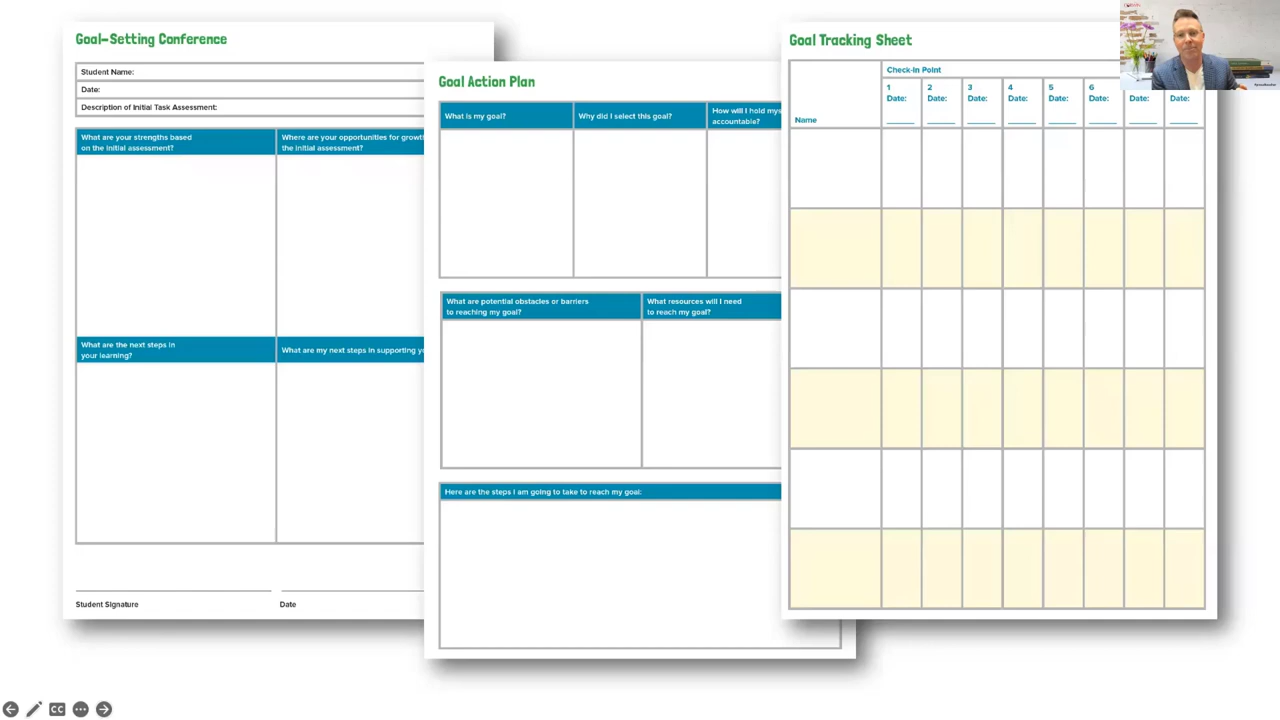 Goal-Setting Conference
Student Name:
Date:
Description of Initial Task Assessment:
What are your strengths based
on the initial assessment?
Where are your opportunities for growth
the initial assessment?
What are the next steps in
your learning?
What are my next steps in supporting
Student Signature
Date
Goal Action Plan
What is my goal?
Why did I select this goal?
How will I hold
accountable?
What are potential obstacles or barriers
to reaching my goal?
What resources will I need
to reach my goal?
Here are the steps I am going to take to reach my goal:
Goal Tracking Sheet
Name
Check-In Point
1 2 3 4 5 6
Date: Date: Date: Date: Date: Date: Date: Date:
CC